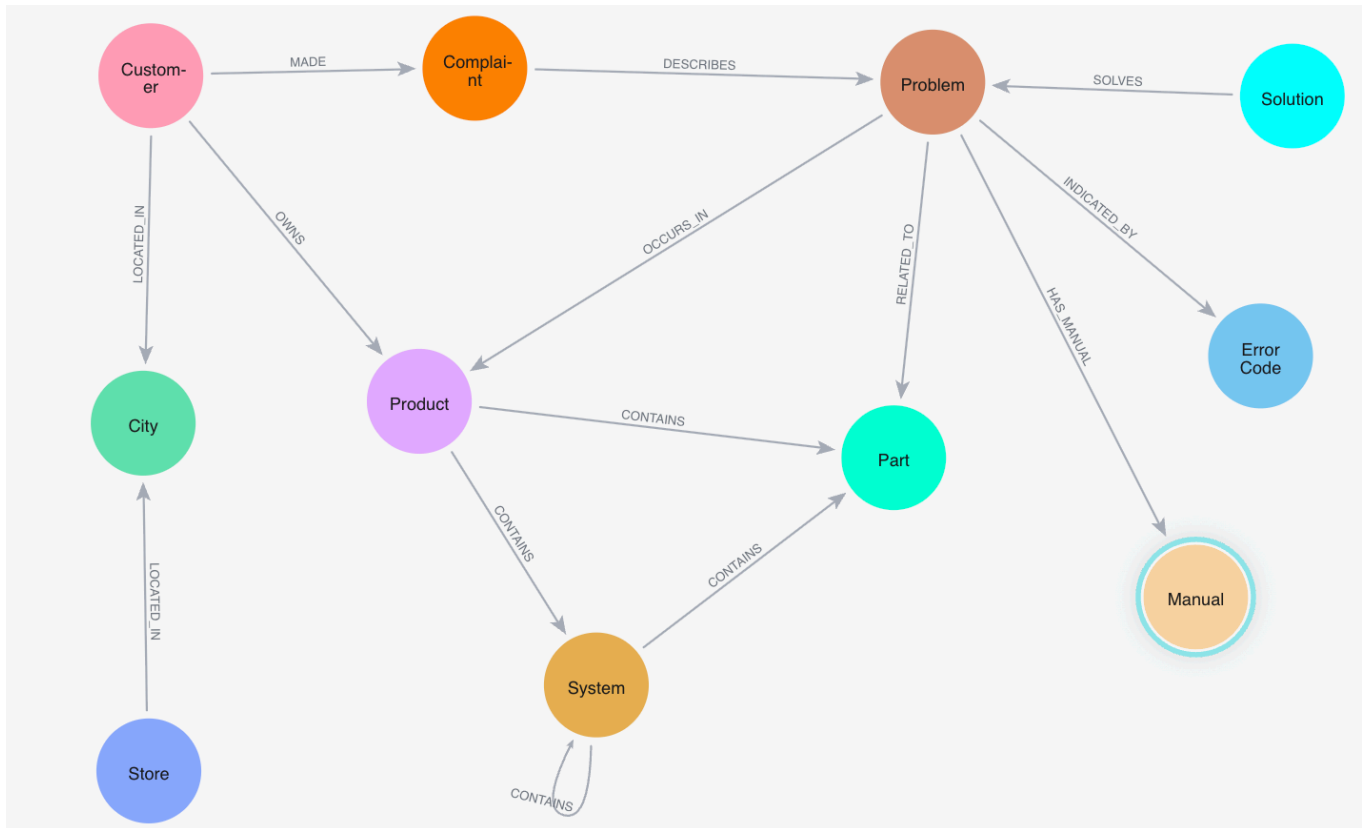 Custom-
er
MADE
Complai-
nt
DESCRIBES
Problem
SOLVES
Solution
LOCATED_IN
OWNS
OCCURS_IN
RELATED_TO
INDICATED_BY
HAS_MANUAL
Error
Code
City
Product
CONTAINS
Part
CONTAINS
CONTAINS
Manual
LOCATED_IN
System
Store
CONTAINS